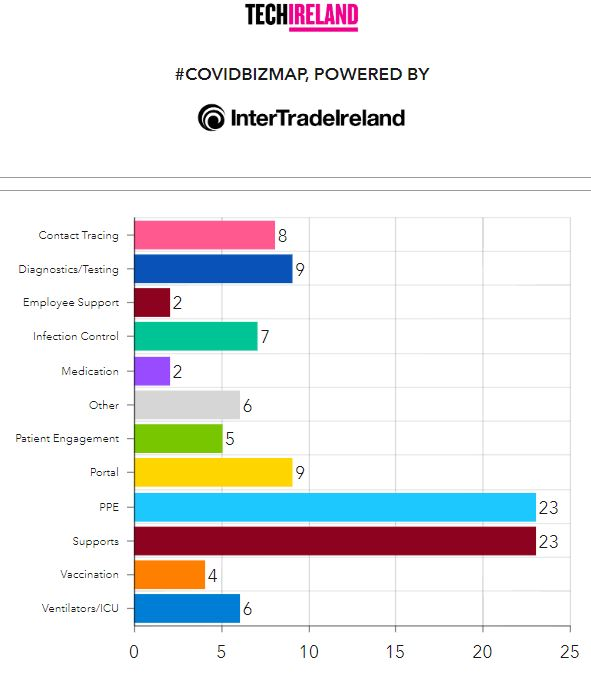 TECHIRELAND
#COVIDBIZMAP, POWERED BY
InterTradeIreland
Contact Tracing 8
Diagnostics/Testing 9
Employee Support 2
Infection Control 7
Medication 2
Other 6
Patient Engagement 5
Portal 9
PPE 23
Supports 23
Vaccination 4
Ventilators/ICU 6
0 5 10 15 20 25